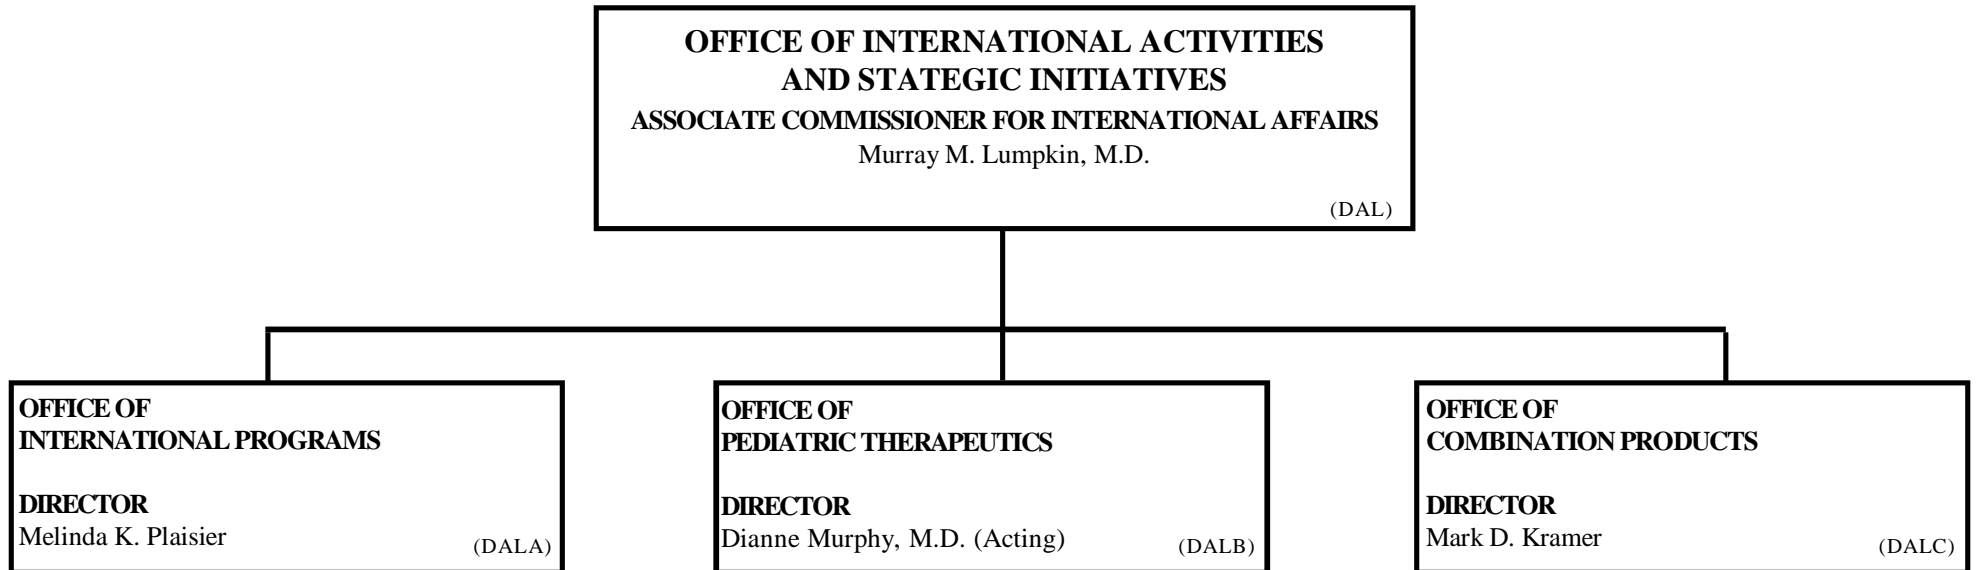 OFFICE OF INTERNATIONAL ACTIVITIES
AND STATEGIC INITIATIVES
ASSOCIATE COMMISSIONER FOR INTERNATIONAL AFFAIRS
Murray M. Lumpkin, M.D.
(DAL)
OFFICE OF
INTERNATIONAL PROGRAMS
DIRECTOR
Melinda K. Plaisier
(DALA)
OFFICE OF
PEDIATRIC THERAPEUTICS
DIRECTOR
Dianne Murphy, M.D. (Acting)
(DALB)
OFFICE OF
COMBINATION PRODUCTS
DIRECTOR
Mark D. Kramer
(DALC)